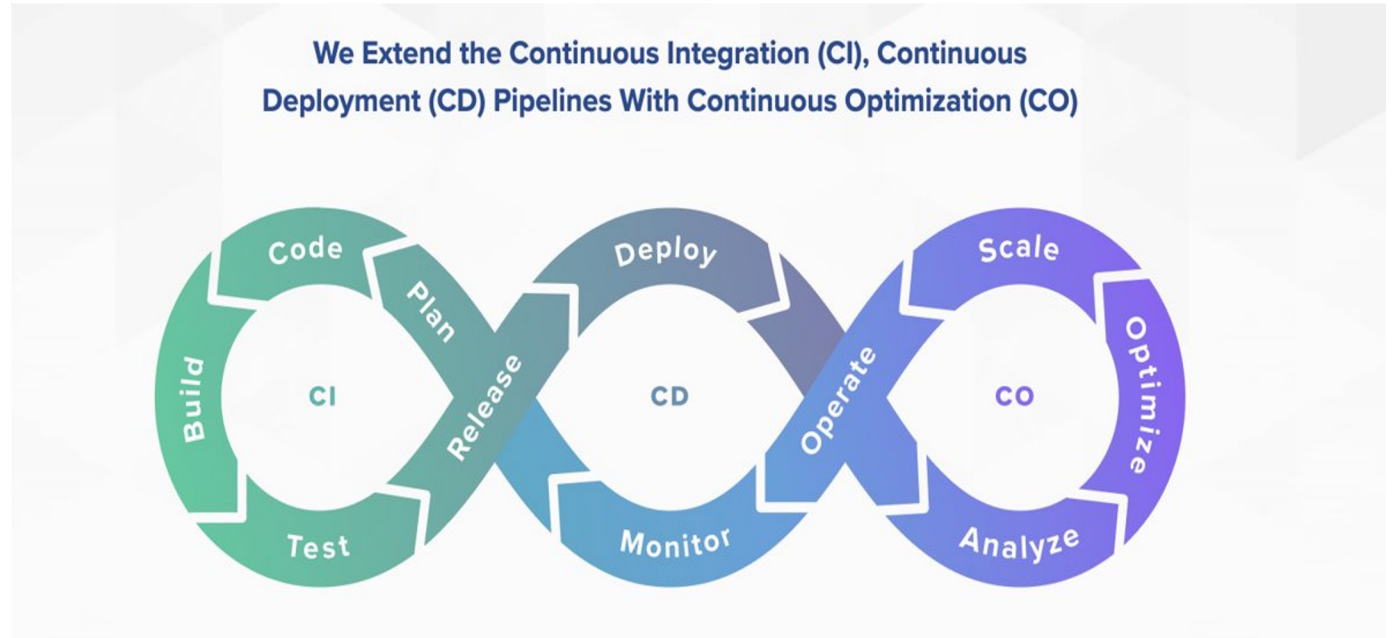 We Extend the Continuous Integration (CI), Continuous
Deployment (CD) Pipelines With Continuous Optimization (CO)
Code
Plan
Build
CI
Test
Release
Deploy
CD
Monitor
Operate
Scale
Optimize
CO
Analyze